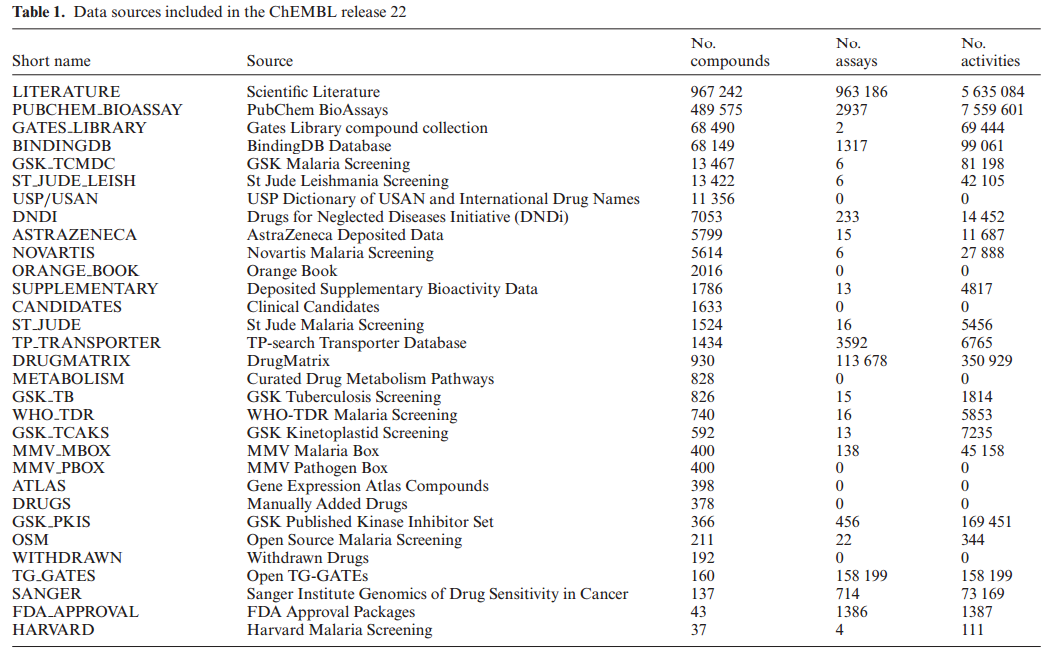 Table 1. Data sources included in the ChEMBL release 22
No. No. No.
Short name Source compounds assays activities
LITERATURE Scientific Literature 967 242 963 186 5 635 084
PUBCHEM_BIOASSAY PubChem BioAssays 489 575 2937 7 559 601
GATES_LIBRARY Gates Library compound collection 68 490 2 69 444
BINDINGDB BindingDB Database 68 149 1317 99 061
GSK_TCMDC GSK Malaria Screening 13 467 6 81 198
ST_JUDE_LEISH St Jude Leishmania Screening 13 422 6 42 105
USP/USAN USP Dictionary of USAN and International Drug Names 11 356 0 0
DNDI Drugs for Neglected Diseases Initiative (DNDi) 7053 233 14 452
ASTRAZENECA AstraZeneca Deposited Data 5799 15 11 687
NOVARTIS Novartis Malaria Screening 5614 6 27 888
ORANGE_BOOK Orange Book 2016 0 0
SUPPLEMENTARY Deposited Supplementary Bioactivity Data 1786 13 4817
CANDIDATES Clinical Candidates 1633 0 0
ST_JUDE St Jude Malaria Screening 1524 16 5456
TP_TRANSPORTER TP-search Transporter Database 1434 3592 6765
DRUGMATRIX DrugMatrix 930 113 678 350 929
METABOLISM Curated Drug Metabolism Pathways 828 0 0
GSK_TB GSK Tuberculosis Screening 826 15 1814
WHO_TDR WHO-TDR Malaria Screening 740 16 5853
GSK_TCAKS GSK Kinetoplastid Screening 592 13 7235
MMV_MBOX MMV Malaria Box 400 138 45 158
MMV_PBOX MMV Pathogen Box 400 0 0
ATLAS Gene Expression Atlas Compounds 398 0 0
DRUGS Manually Added Drugs 378 0 0
GSK_PKIS GSK Published Kinase Inhibitor Set 366 456 169 451
OSM Open Source Malaria Screening 211 22 344
WITHDRAWN Withdrawn Drugs 192 0 0
TG_GATES Open TG-GATEs 160 158 199 158 199
SANGER Sanger Institute Genomics of Drug Sensitivity in Cancer 137 714 73 169
FDA_APPROVAL FDA Approval Packages 43 1386 1387
HARVARD Harvard Malaria Screening 37 4 111